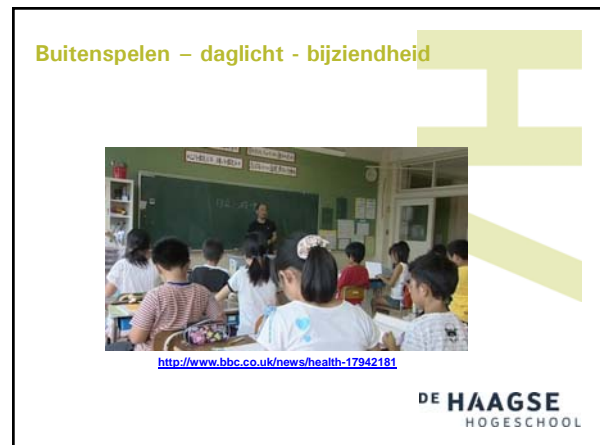 Buitenspelen – daglicht - bijziendheid
http://www.bbc.co.uk/news/health-17942181
DE HAAGSE
HOGESCHOOL